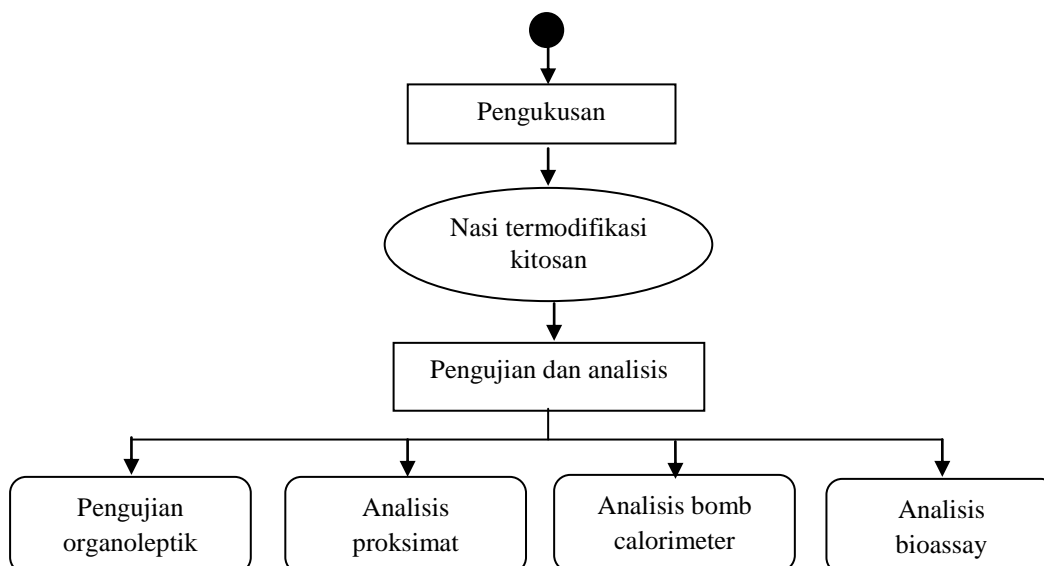 Pengukusan
Nasi termodifikasi
kitosan
Pengujian dan analisis
Pengujian
organoleptik
Analisis
proksimat
Analisis bomb
calorimeter
Analisis
bioassay